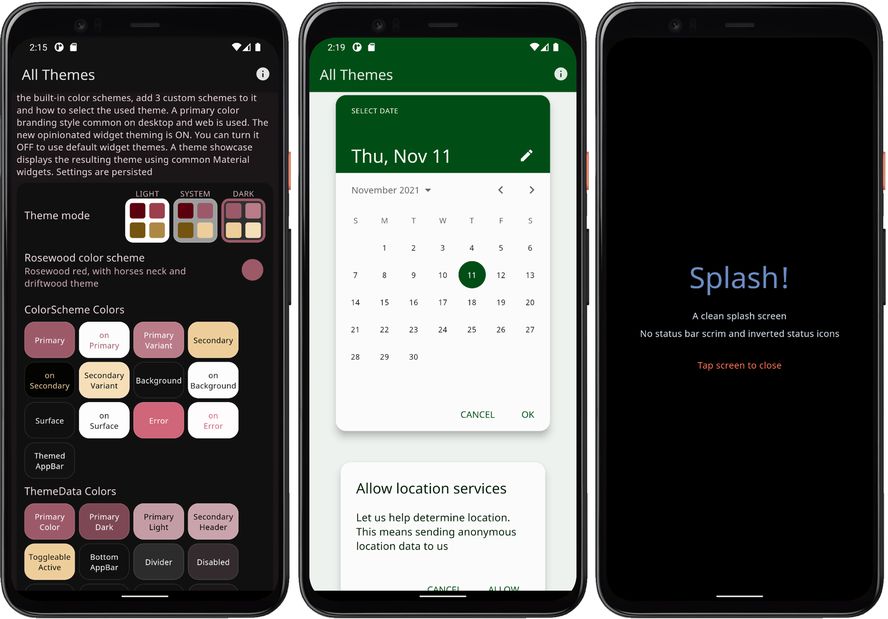 2:15
All Themes
the built-in color schemes, add 3 custom schemes to it
and how to select the used theme. A primary color
branding style common on desktop and web is used. The
new opinionated widget theming is ON. You can turn it
OFF to use default widget themes. A theme showcase
displays the resulting theme using common Material
widgets. Settings are persisted
LIGHT SYSTEM DARK
Theme mode
Rosewood color scheme
Rosewood red, with horses neck and
driftwood theme
ColorScheme Colors
Primary
on
Primary
Primary
Variant
Secondary
on
Secondary
Secondary
Variant
Background
on
Background
Surface
on
Surface
Error
on
Error
Themed
AppBar
ThemeData Colors
Primary
Color
Primary
Dark
Primary
Light
Secondary
Header
Toggleable
Active
Bottom
AppBar
Divider
Disabled
2:19
All Themes
SELECT DATE
Thu, Nov 11
November 2021
S M T W T F S
1 2 3 4 5 6
7 8 9 10 11 12 13
14 15 16 17 18 19 20
21 22 23 24 25 26 27
28 29 30
CANCEL OK
Allow location services
Let us help determine location.
This means sending anonymous
location data to us
CANCEL ALLOW
Splash!
A clean splash screen
No status bar scrim and inverted status icons
Tap screen to close